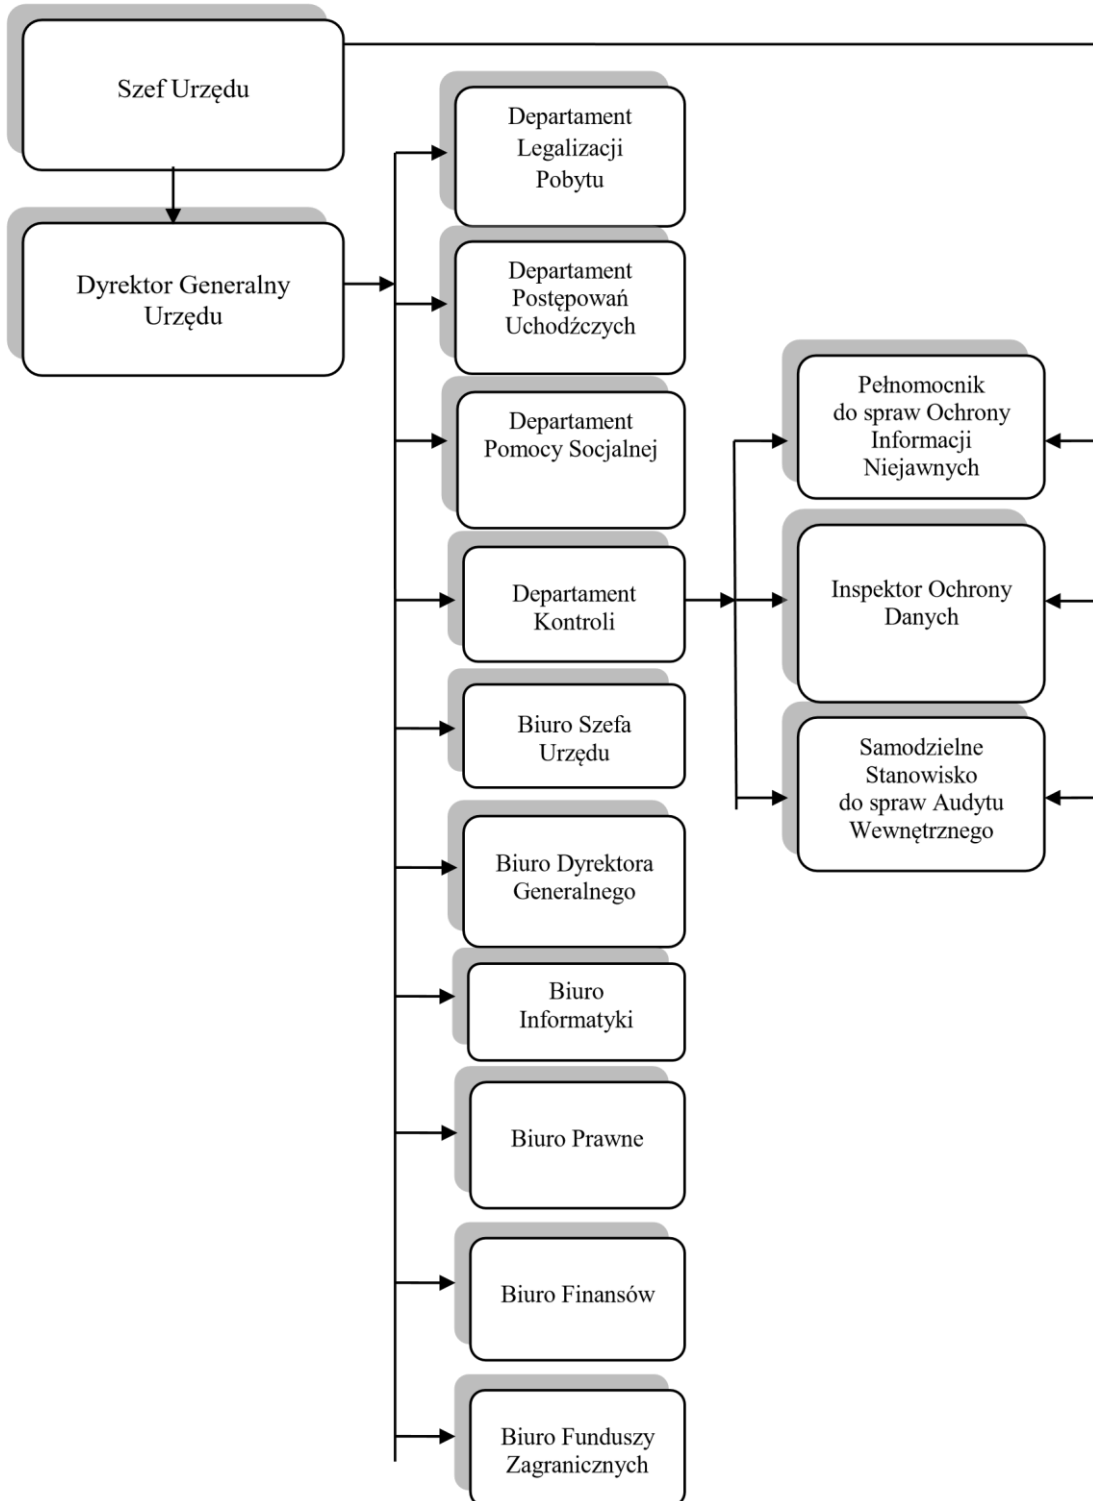 Szef Urzędu
Dyrektor Generalny
Urzędu
Departament
Legalizacji
Pobytu
Departament
Postępowań
Uchodźczych
Departament
Pomocy Socjalnej
Departament
Kontroli
Biuro Szefa
Urzędu
Biuro Dyrektora
Generalnego
Biuro
Informatyki
Biuro Prawne
Biuro Finansów
Biuro Funduszy
Zagranicznych
Pełnomocnik
do spraw Ochrony
Informacji
Niejawnych
Inspektor Ochrony
Danych
Samodzielne
Stanowisko
do spraw Audytu
Wewnętrznego